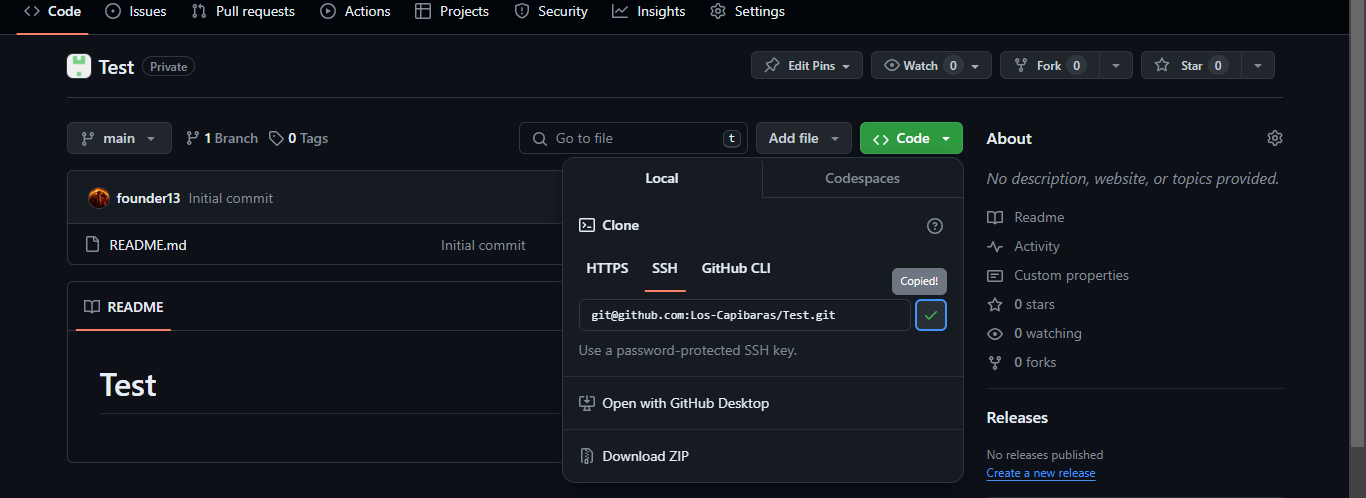 Code Issues Pull requests Actions Projects Security Insights Settings
Test Private Edit Pins Watch 0 Fork 0 Star 0
main 1 Branch 0 Tags Go to file t Add file Code
founder13 Initial commit
README.md Initial commit
README
Test
Local Codespaces
Clone
HTTPS SSH GitHub CLI
Copied!
git@github.com:Los-Capibaras/Test.git
Use a password-protected SSH key.
Open with GitHub Desktop
Download ZIP
About
No description, website, or topics provided.
Readme
Activity
Custom properties
0 stars
0 watching
0 forks
Releases
No releases published
Create a new release